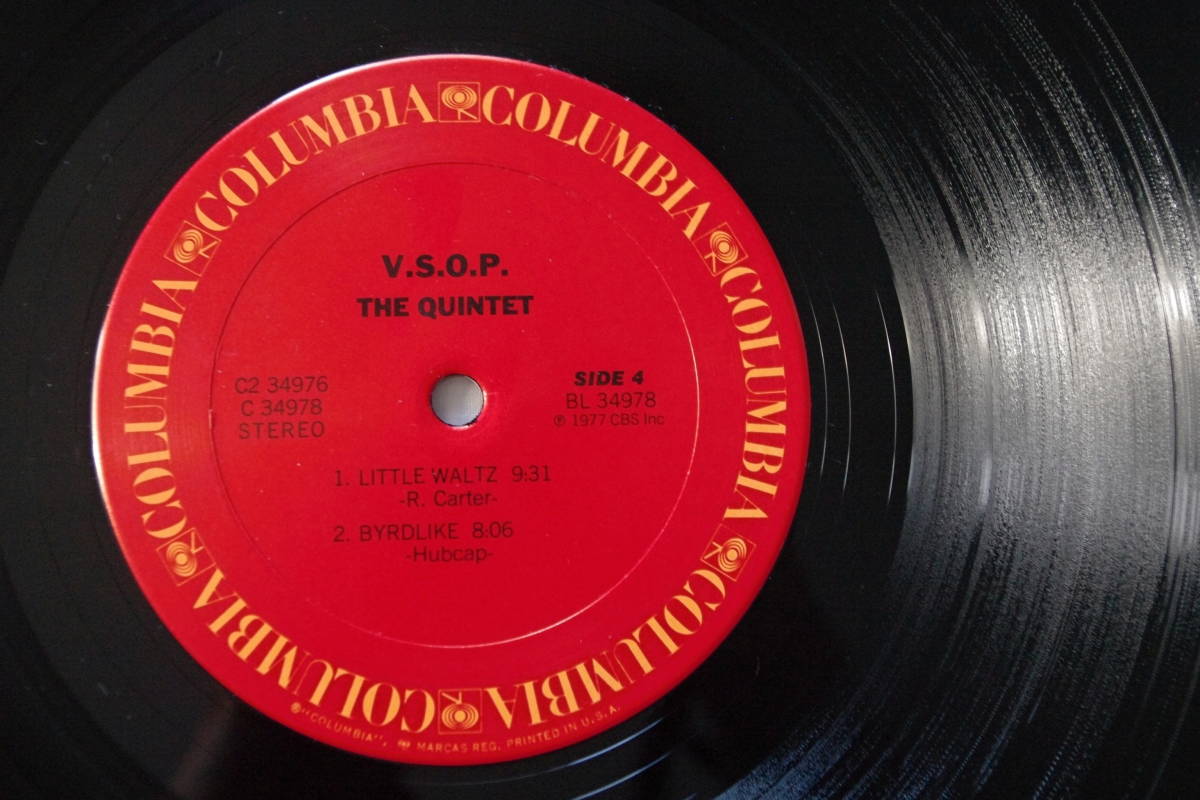 COLUMBIA COLUMBIA COLUMBIA COLUMBIA COLUMBIA COLUMBIA COLUMBIA COLUMBIA
V.S.O.P.
THE QUINTET
C2 34976
C 34978
STEREO
SIDE 4
BL 34978
℗ 1977 CBS Inc
1. LITTLE WALTZ 9:31
-R. Carter-
2. BYRDLIKE 8:06
-Hubcap-
®"COLUMBIA", MARCAS REG. PRINTED IN U.S.A.